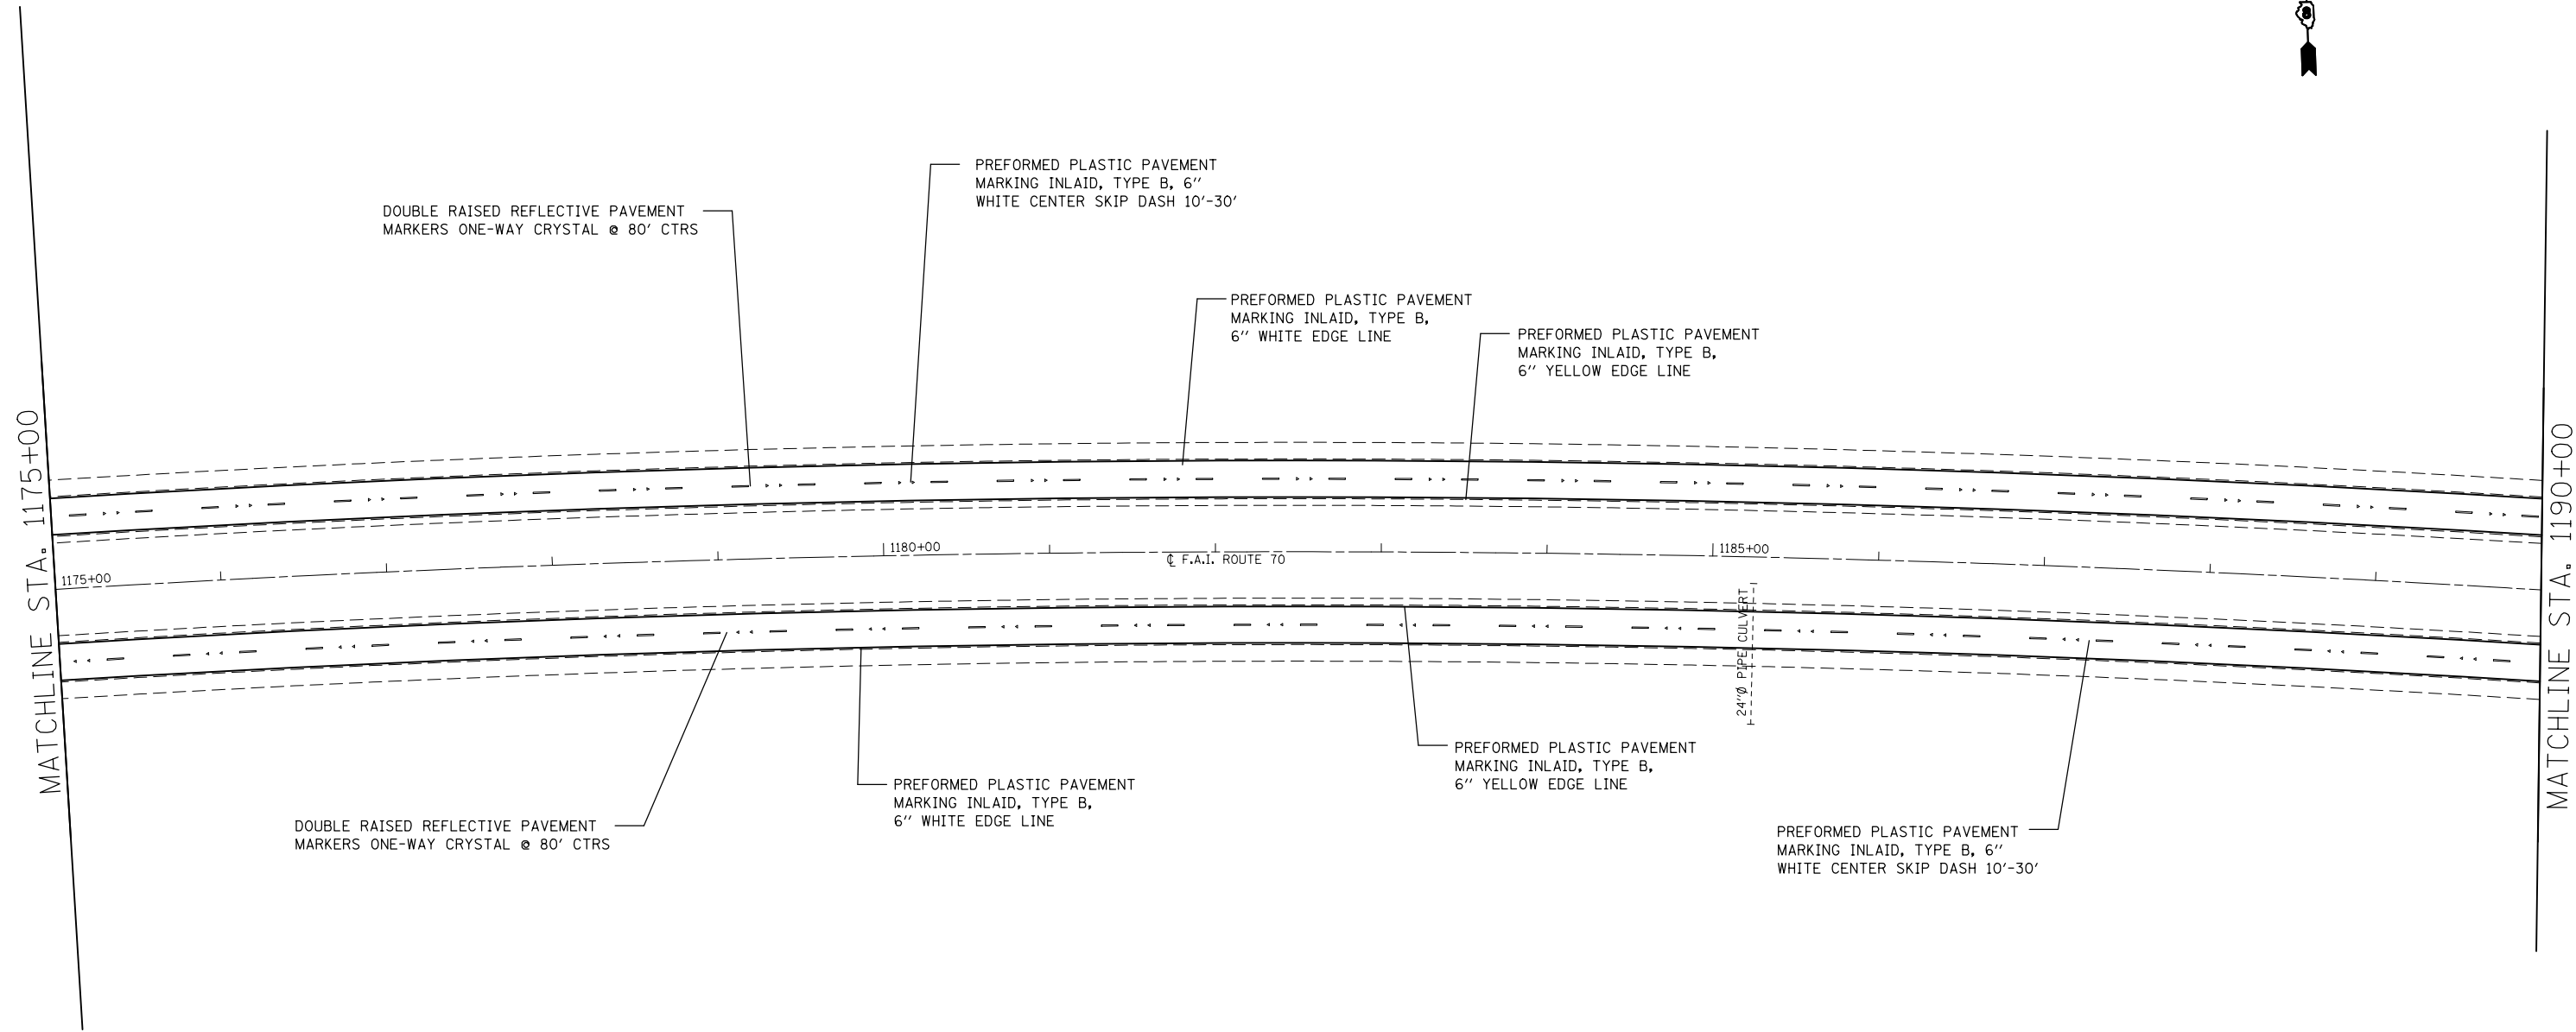 PREFORMED PLASTIC PAVEMENT
MARKING INLAID, TYPE B, 6"
WHITE CENTER SKIP DASH 10'-30'
DOUBLE RAISED REFLECTIVE PAVEMENT
MARKERS ONE-WAY CRYSTAL @ 80' CTRS
PREFORMED PLASTIC PAVEMENT
MARKING INLAID, TYPE B,
6" WHITE EDGE LINE
PREFORMED PLASTIC PAVEMENT
MARKING INLAID, TYPE B,
6" YELLOW EDGE LINE
MATCHLINE STA. 1175+00
MATCHLINE STA. 1190+00
1175+00
1180+00
1185+00
℄ F.A.I. ROUTE 70
24"Ø PIPE CULVERT
PREFORMED PLASTIC PAVEMENT
MARKING INLAID, TYPE B,
6" YELLOW EDGE LINE
PREFORMED PLASTIC PAVEMENT
MARKING INLAID, TYPE B,
6" WHITE EDGE LINE
DOUBLE RAISED REFLECTIVE PAVEMENT
MARKERS ONE-WAY CRYSTAL @ 80' CTRS
PREFORMED PLASTIC PAVEMENT
MARKING INLAID, TYPE B, 6"
WHITE CENTER SKIP DASH 10'-30'